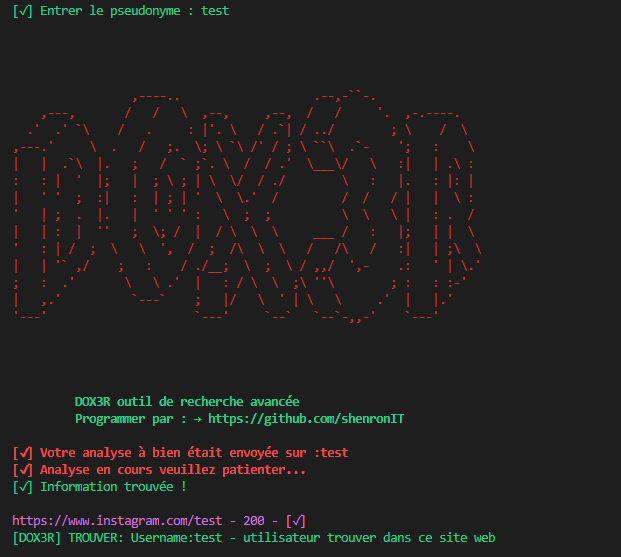 [✓] Entrer le pseudonyme : test
DOX3R outil de recherche avancée
Programmer par : → https://github.com/shenronIT
[✓] Votre analyse à bien était envoyée sur :test
[✓] Analyse en cours veuillez patienter...
[✓] Information trouvée !
https://www.instagram.com/test - 200 - [✓]
[DOX3R] TROUVER: Username:test - utilisateur trouver dans ce site web